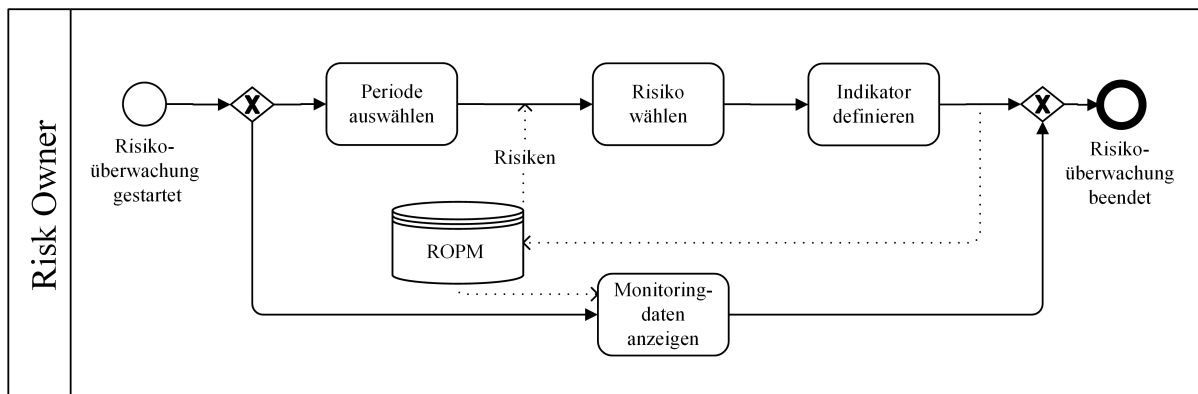 Risk Owner
Risiko-
überwachung
gestartet
X
Periode
auswählen
Risiken
Risiko
wählen
Indikator
definieren
X
Risiko-
überwachung
beendet
ROPM
Monitoring-
daten
anzeigen